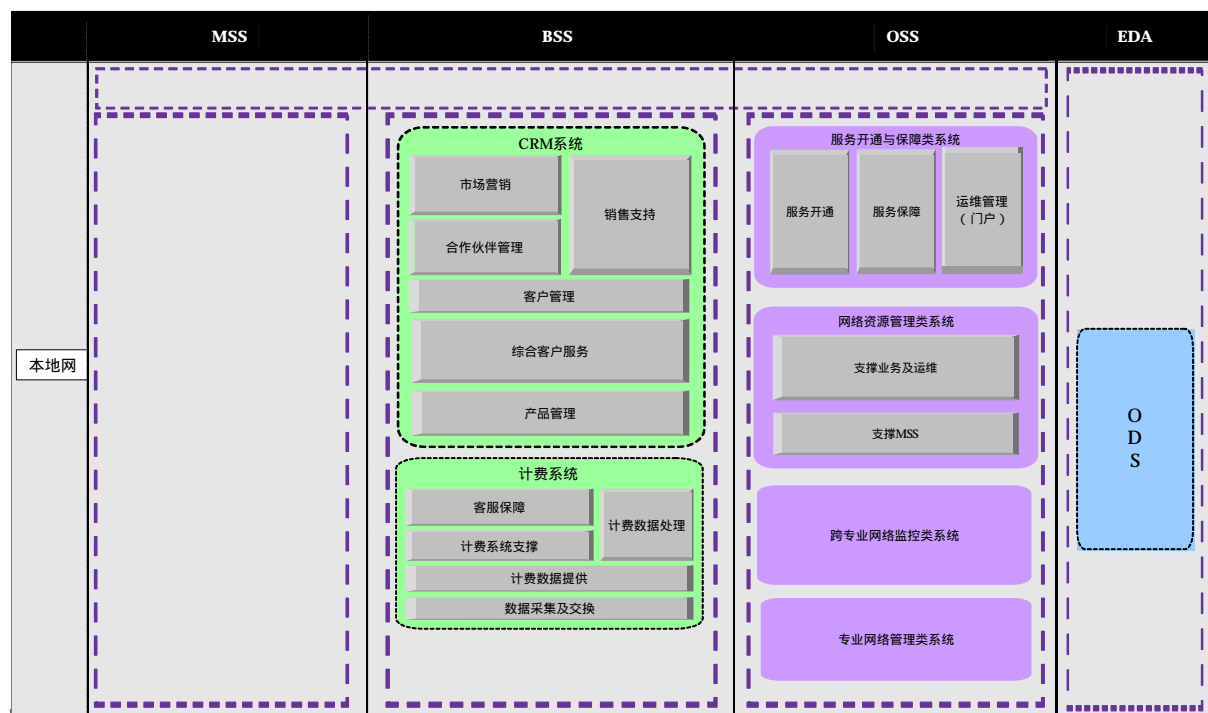 MSS
BSS
OSS
EDA
本地网
CRM系统
市场营销
销售支持
合作伙伴管理
客户管理
综合客户服务
产品管理
计费系统
客服保障
计费数据处理
计费系统支撑
计费数据提供
数据采集及交换
服务开通与保障类系统
服务开通
服务保障
运维管理
（门户）
网络资源管理类系统
支撑业务及运维
支撑MSS
跨专业网络监控类系统
专业网络管理类系统
O
D
S